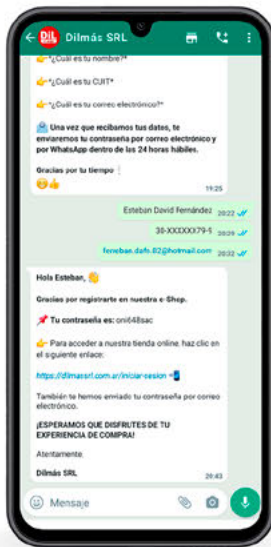 Dil
Dilmás SRL
👉*¿Cuál es tu nombre?*
👉*¿Cuál es tu CUIT*
👉*¿Cuál es tu correo electrónico?*
Una vez que recibamos tus datos, te
enviaremos tu contraseña por correo electrónico y
por WhatsApp dentro de las 24 horas hábiles.
Gracias por tu tiempo
😊👍
19:25
Esteban David Fernández 20:22
30-XXXXXX79-5 20:29
20:32
Hola Esteban, 👋
Gracias por registrarte en nuestra e-Shop.
📌 Tu contraseña es: oni648sac
👉 Para acceder a nuestra tienda online, haz clic en
el siguiente enlace:
https://dilmassrl.com.ar/iniciar-sesion 📲
También te hemos enviado tu contraseña por correo
electrónico.
¡ESPERAMOS QUE DISFRUTES DE TU
EXPERIENCIA DE COMPRA!
Atentamente
Dilmás SRL
20:43
Mensaje